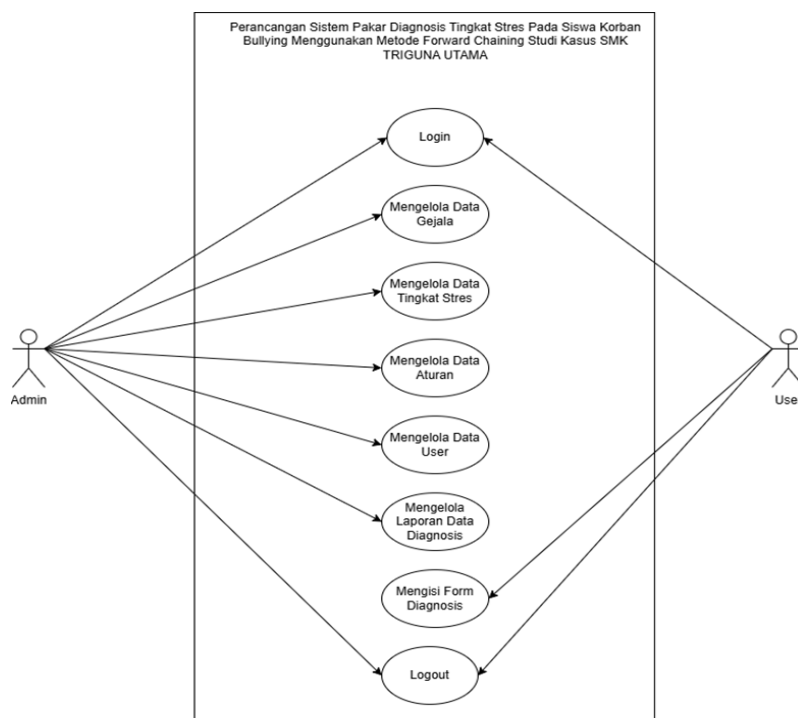 Perancangan Sistem Pakar Diagnosis Tingkat Stres Pada Siswa Korban
Bullying Menggunakan Metode Forward Chaining Studi Kasus SMK
TRIGUNA UTAMA
Login
Mengelola Data
Gejala
Mengelola Data
Tingkat Stres
Mengelola Data
Aturan
Mengelola Data
User
Mengelola
Laporan Data
Diagnosis
Mengisi Form
Diagnosis
Logout
Admin
Use